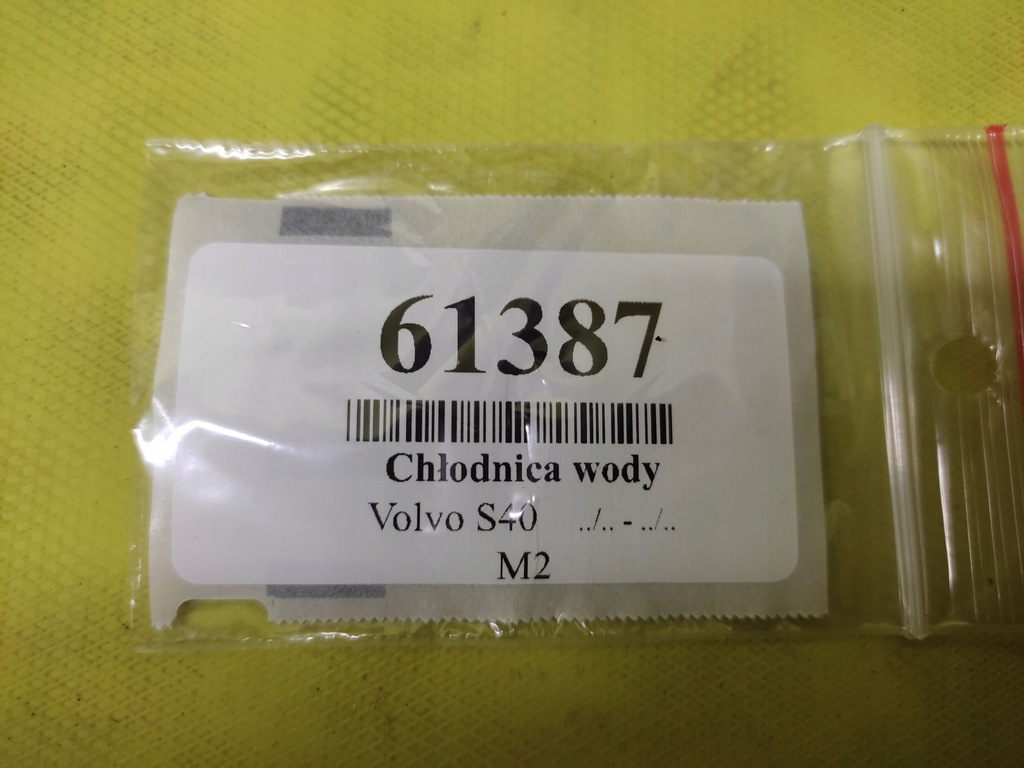 61387
Chłodnica wody
Volvo S40 ../.. - ../..
M2